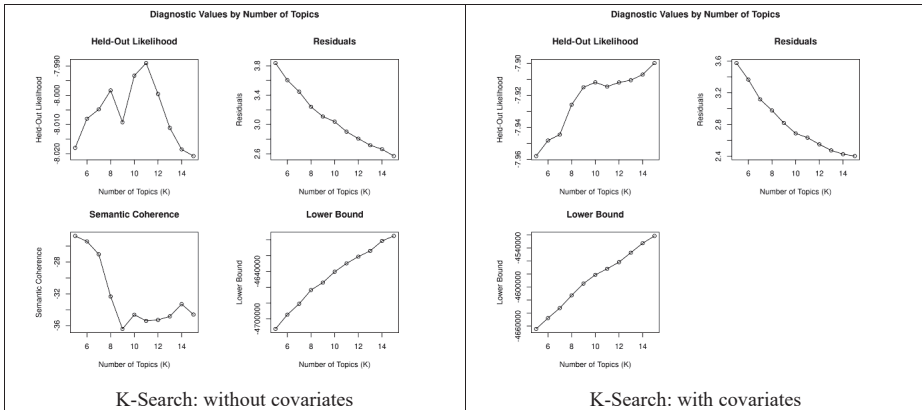 Diagnostic Values by Number of Topics
Held-Out Likelihood
Residuals
Held-Out Likelihood
-7.990
-8.000
-8.010
-8.020
6 8 10 12 14
Number of Topics (K)
Residuals
3.8
3.4
3.0
2.6
6 8 10 12 14
Number of Topics (K)
Semantic Coherence
Lower Bound
Semantic Coherence
-28
-32
-36
6 8 10 12 14
Number of Topics (K)
Lower Bound
-4640000
-4700000
6 8 10 12 14
Number of Topics (K)
K-Search: without covariates
Diagnostic Values by Number of Topics
Held-Out Likelihood
Residuals
Held-Out Likelihood
-7.90
-7.92
-7.94
-7.96
6 8 10 12 14
Number of Topics (K)
Residuals
3.6
3.2
2.8
2.4
6 8 10 12 14
Number of Topics (K)
Lower Bound
Lower Bound
-4540000
-4600000
-4660000
6 8 10 12 14
Number of Topics (K)
K-Search: with covariates